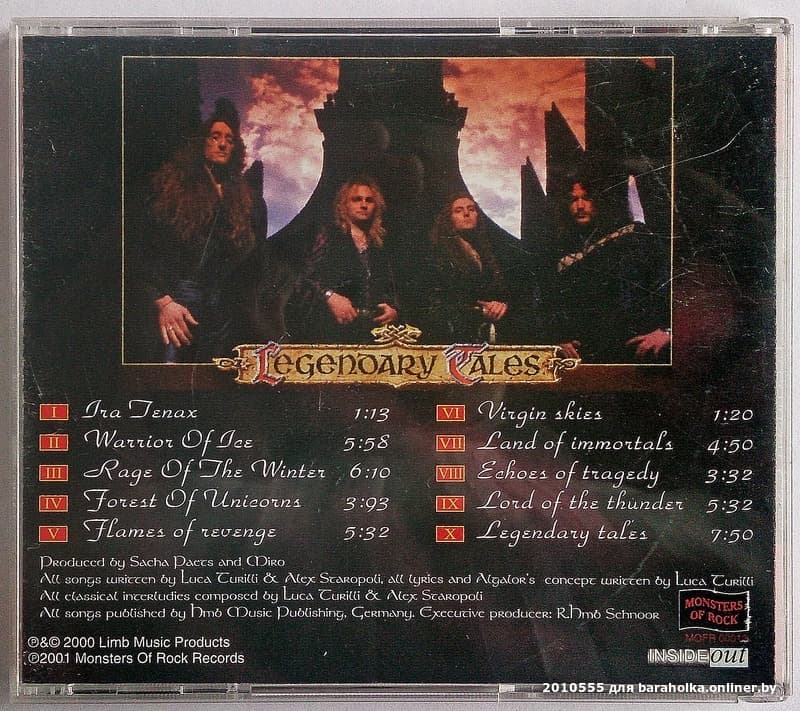 LEGENDARY TALES
I Ira Tenax 1:13
II Warrior Of Ice 5:58
III Rage Of The Winter 6:10
IV Forest Of Unicorns 3:93
V Flames of revenge 5:32
VI Virgin skies 1:20
VII Land of immortals 4:50
VIII Echoes of tragedy 3:32
IX Lord of the thunder 5:32
X Legendary tales 7:50
Produced by Sacha Paets and Miro
All songs written by Luca Turilli & Alex Staropoli, all lyrics and Algalor's concept written by Luca Turilli
All classical interludies composed by Luca Turilli & Alex Staropoli
All songs published by Hmb Music Publishing, Germany. Executive producer: R.Hmb Schnoor
℗&© 2000 Limb Music Products
℗2001 Monsters Of Rock Records
MONSTERS
OF ROCK
MOFR
INSIDE out
2010555 для baraholka.onliner.by